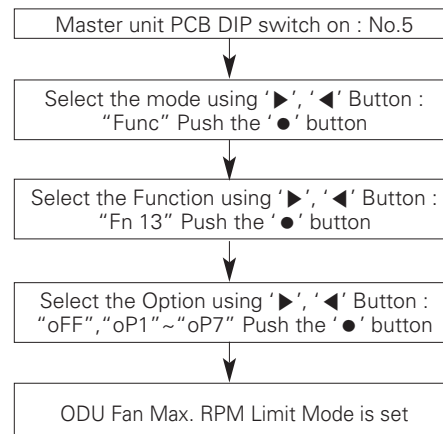 Master unit PCB DIP switch on : No.5
Select the mode using ‘▶’, ‘◀’ Button :
“Func” Push the ‘●’ button
Select the Function using ‘▶’, ‘◀’ Button :
“Fn 13” Push the ‘●’ button
Select the Option using ‘▶’, ‘◀’ Button :
“oFF”,“oP1”~“oP7” Push the ‘●’ button
ODU Fan Max. RPM Limit Mode is set